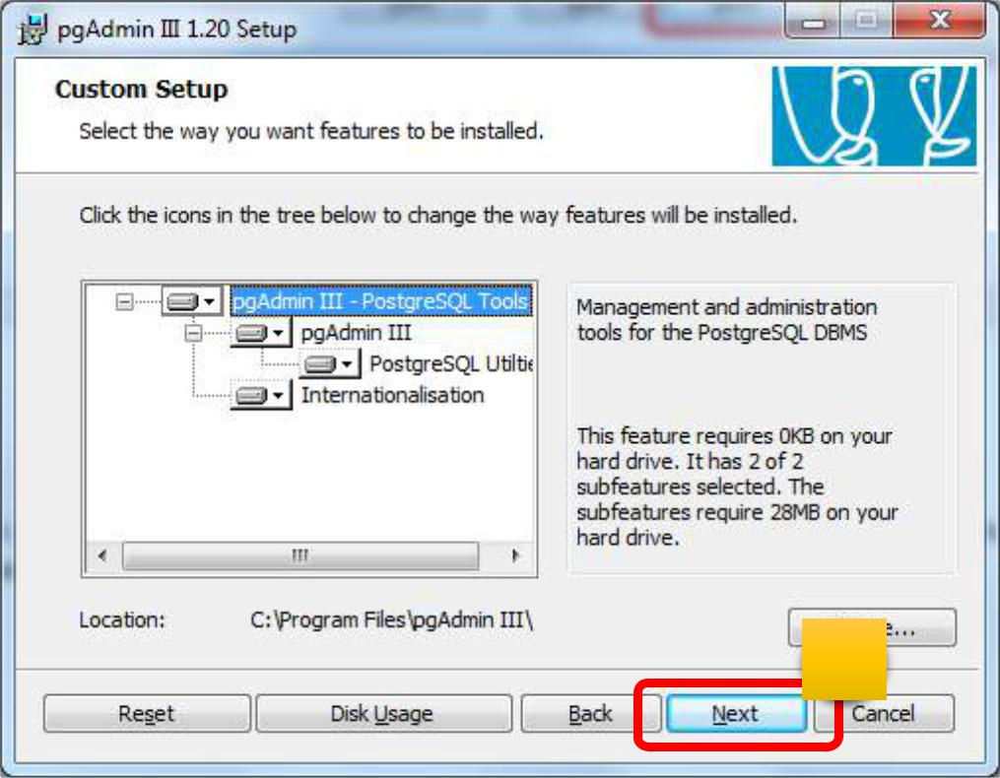 pgAdmin III 1.20 Setup
Custom Setup
Select the way you want features to be installed.
Click the icons in the tree below to change the way features will be installed.
pgAdmin III - PostgreSQL Tools
pgAdmin III
PostgreSQL Utiltie
Internationalisation
Management and administration
tools for the PostgreSQL DBMS
This feature requires 0KB on your
hard drive. It has 2 of 2
subfeatures selected. The
subfeatures require 28MB on your
hard drive.
Location: C:\Program Files\pgAdmin III\
Reset Disk Usage Back Next Cancel